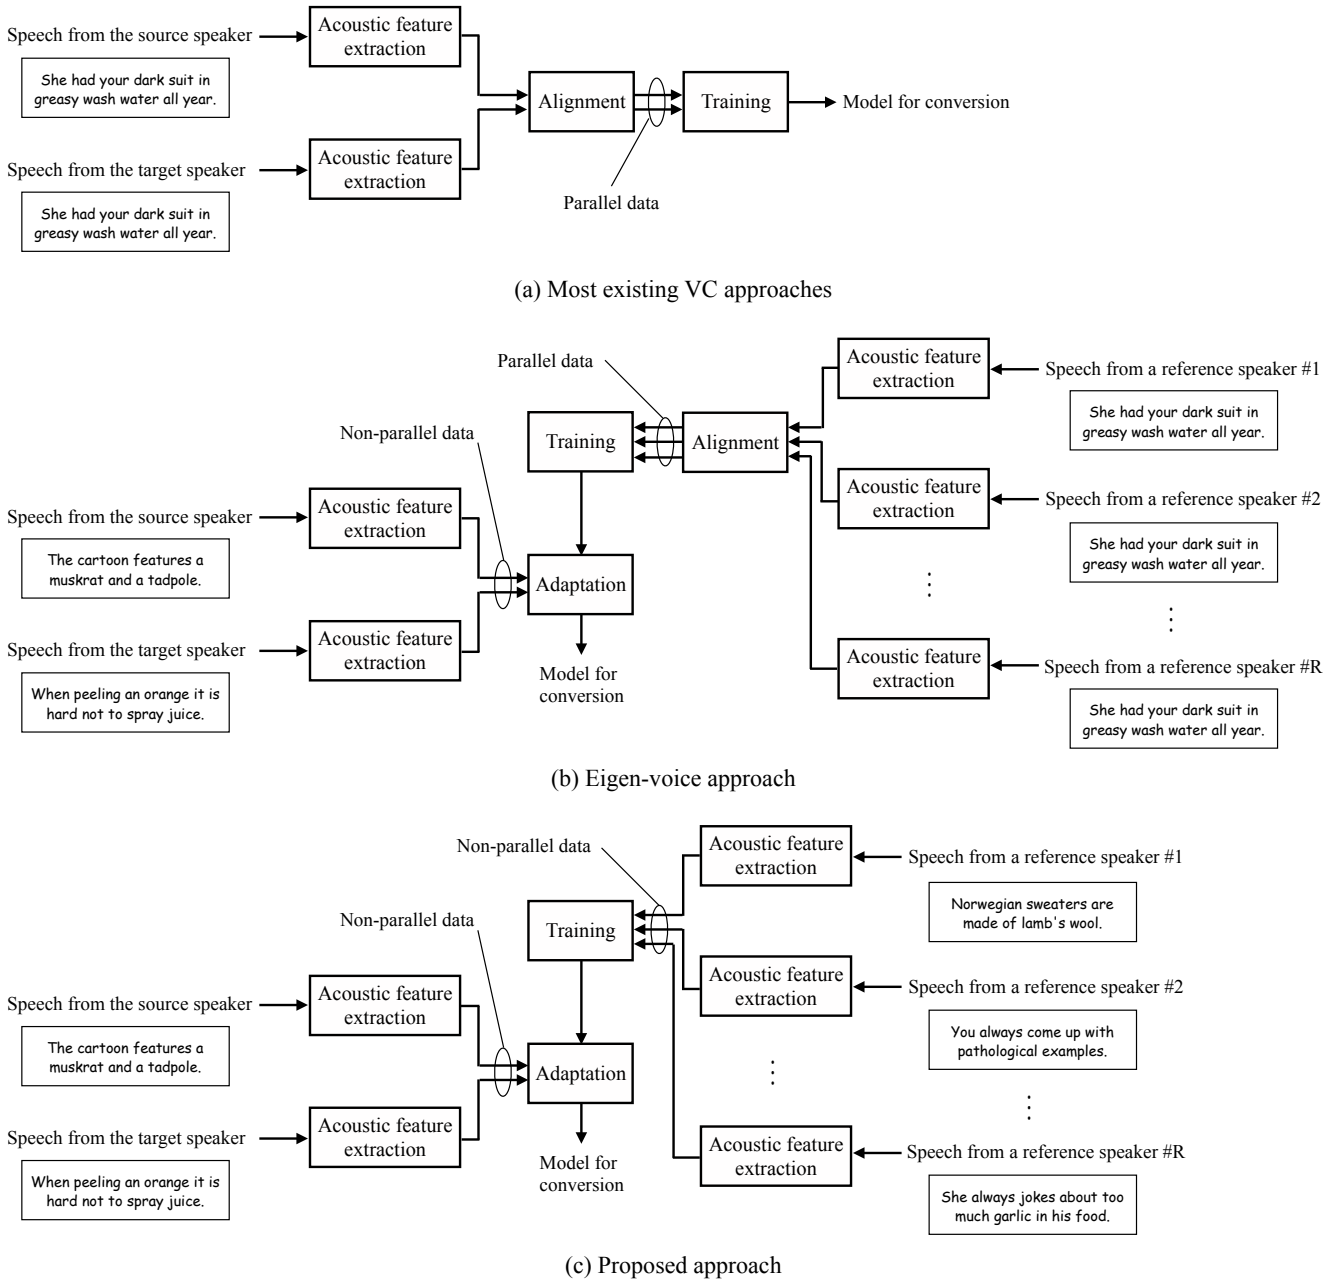 Speech from the source speaker
Acoustic feature
extraction
She had your dark suit in
greasy wash water all year.
Alignment
Training
Model for conversion
Speech from the target speaker
Acoustic feature
extraction
She had your dark suit in
greasy wash water all year.
Parallel data
(a) Most existing VC approaches
Parallel data
Acoustic feature
extraction
Speech from a reference speaker #1
She had your dark suit in
greasy wash water all year.
Non-parallel data
Training
Alignment
Acoustic feature
extraction
Speech from a reference speaker #2
She had your dark suit in
greasy wash water all year.
Speech from the source speaker
Acoustic feature
extraction
The cartoon features a
muskrat and a tadpole.
Adaptation
Speech from the target speaker
Acoustic feature
extraction
When peeling an orange it is
hard not to spray juice.
Model for
conversion
Acoustic feature
extraction
Speech from a reference speaker #R
She had your dark suit in
greasy wash water all year.
(b) Eigen-voice approach
Non-parallel data
Acoustic feature
extraction
Speech from a reference speaker #1
Norwegian sweaters are
made of lamb's wool.
Non-parallel data
Training
Acoustic feature
extraction
Speech from a reference speaker #2
You always come up with
pathological examples.
Speech from the source speaker
Acoustic feature
extraction
The cartoon features a
muskrat and a tadpole.
Adaptation
Speech from the target speaker
Acoustic feature
extraction
When peeling an orange it is
hard not to spray juice.
Model for
conversion
Acoustic feature
extraction
Speech from a reference speaker #R
She always jokes about too
much garlic in his food.
(c) Proposed approach